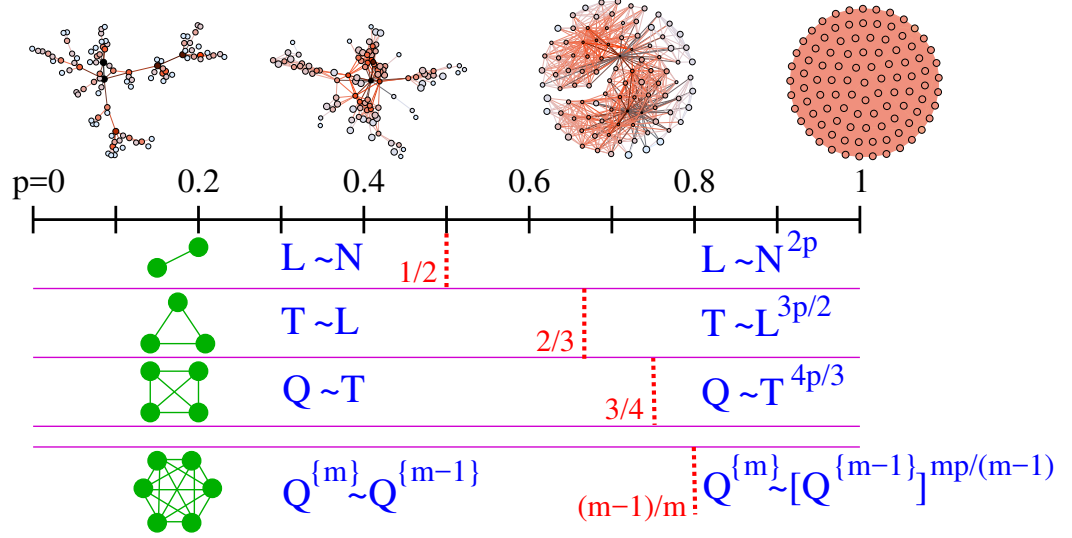 p=0 0.2 0.4 0.6 0.8 1
L ~N 1/2 L ~N^{2p}
T ~L 2/3 T ~L^{3p/2}
Q ~T 3/4 Q ~T^{4p/3}
Q^{{m}} ~Q^{{m−1}} (m−1)/m Q^{{m}} ~[Q^{{m−1}}]^{mp/(m−1)}